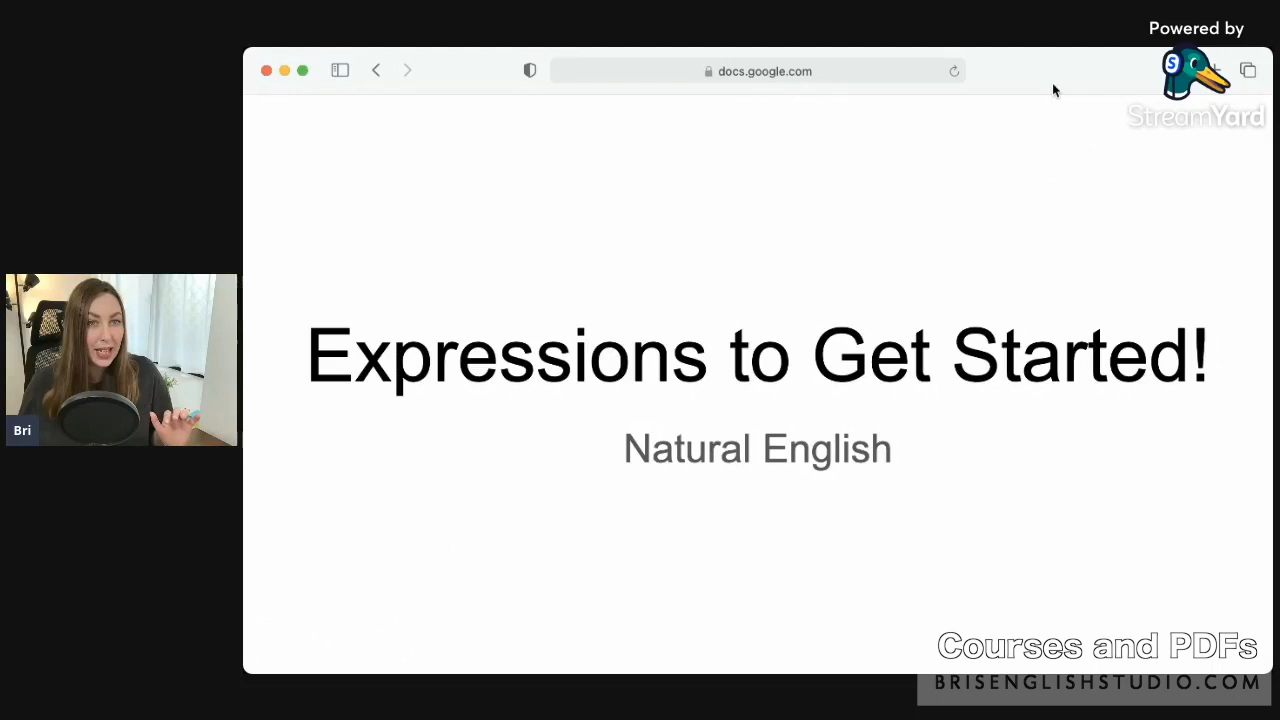 Powered by
S
StreamYard
docs.google.com
Expressions to Get Started!
Natural English
Bri
Courses and PDFs
BRISENGLISHSTUDIO.COM